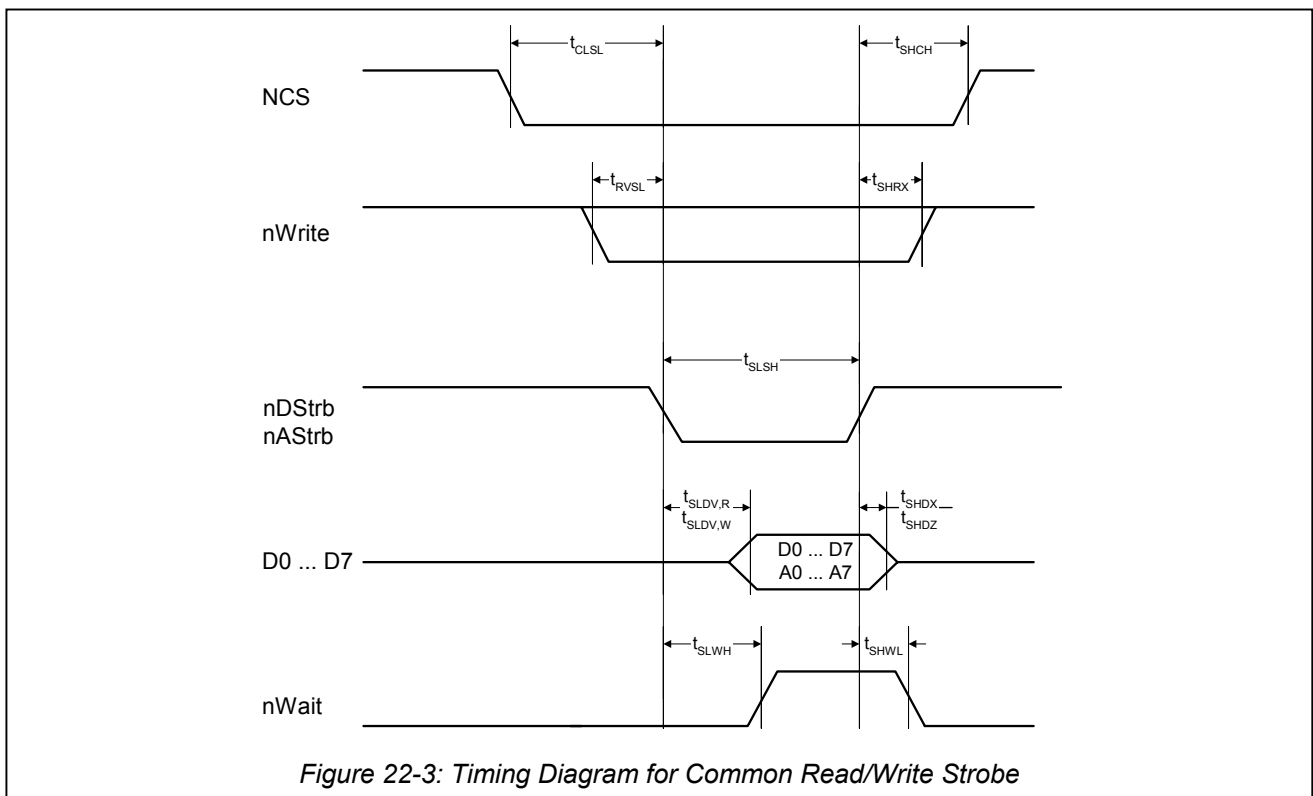 tCLSL
tSHCH
NCS
tRVSL
tSHRX
nWrite
tSLSH
nDStrb
nAStrb
tSLDV,R
tSLDV,W
tSHDX
tSHDZ
D0 ... D7
D0 ... D7
A0 ... A7
tSLWH
tSHWL
nWait
Figure 22-3: Timing Diagram for Common Read/Write Strobe